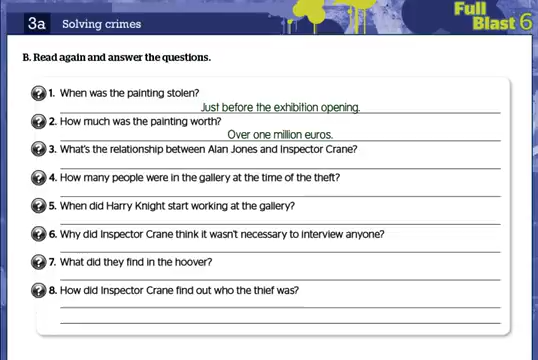 3a Solving crimes
Full
Blast 6
B. Read again and answer the questions.
1. When was the painting stolen?
Just before the exhibition opening.
2. How much was the painting worth?
Over one million euros.
3. What's the relationship between Alan Jones and Inspector Crane?
4. How many people were in the gallery at the time of the theft?
5. When did Harry Knight start working at the gallery?
6. Why did Inspector Crane think it wasn't necessary to interview anyone?
7. What did they find in the hoover?
8. How did Inspector Crane find out who the thief was?